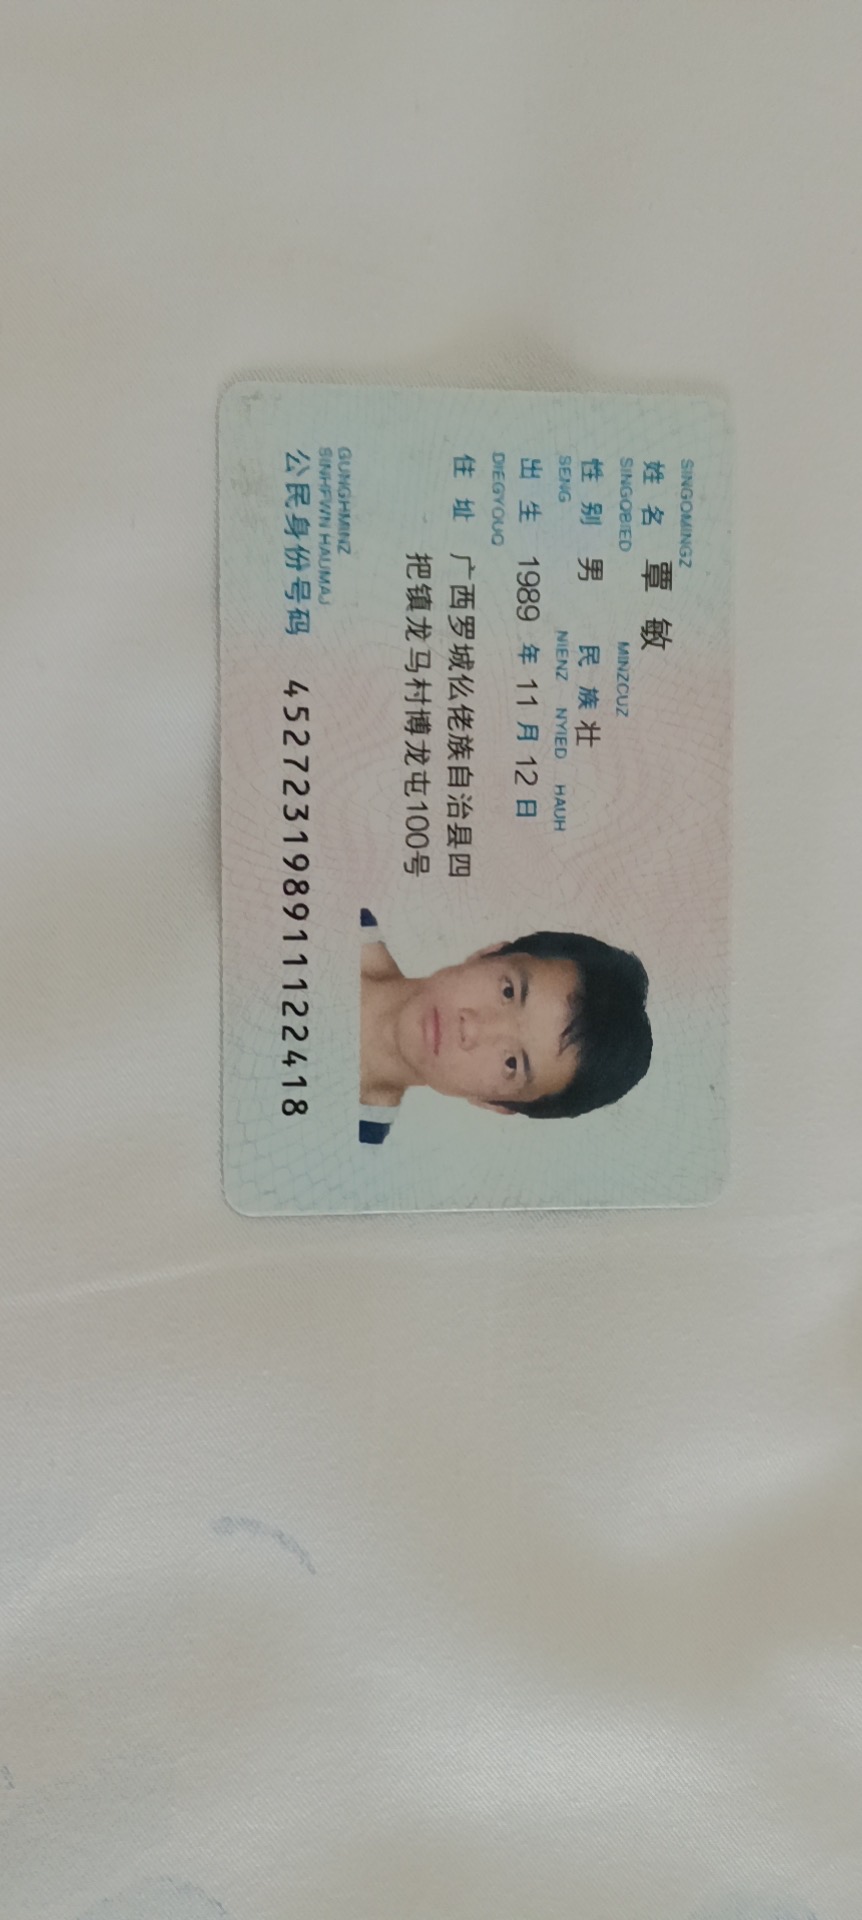 SINGQMINGZ
姓名 覃敏
SINGQBIED MINZCUZ
性别 男 民族 壮
SENG NIENZ NYIED HAUH
出生 1989 年 11 月 12 日
DIEGYOUQ
住址 广西罗城仫佬族自治县四
把镇龙马村博龙屯100号
GUNGHMINZ
SINHFWN HAUMAJ
公民身份号码 452723198911122418